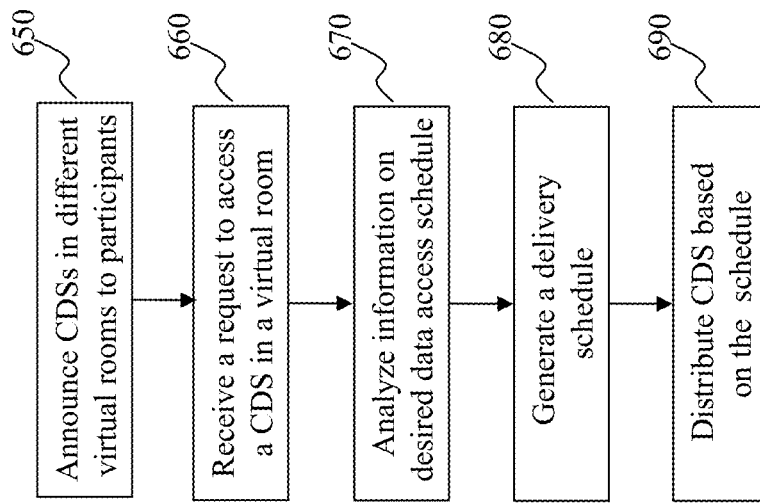 650
Announce CDSs in different
virtual rooms to participants
660
Receive a request to access
a CDS in a virtual room
670
Analyze information on
desired data access schedule
680
Generate a delivery
schedule
690
Distribute CDS based
on the schedule